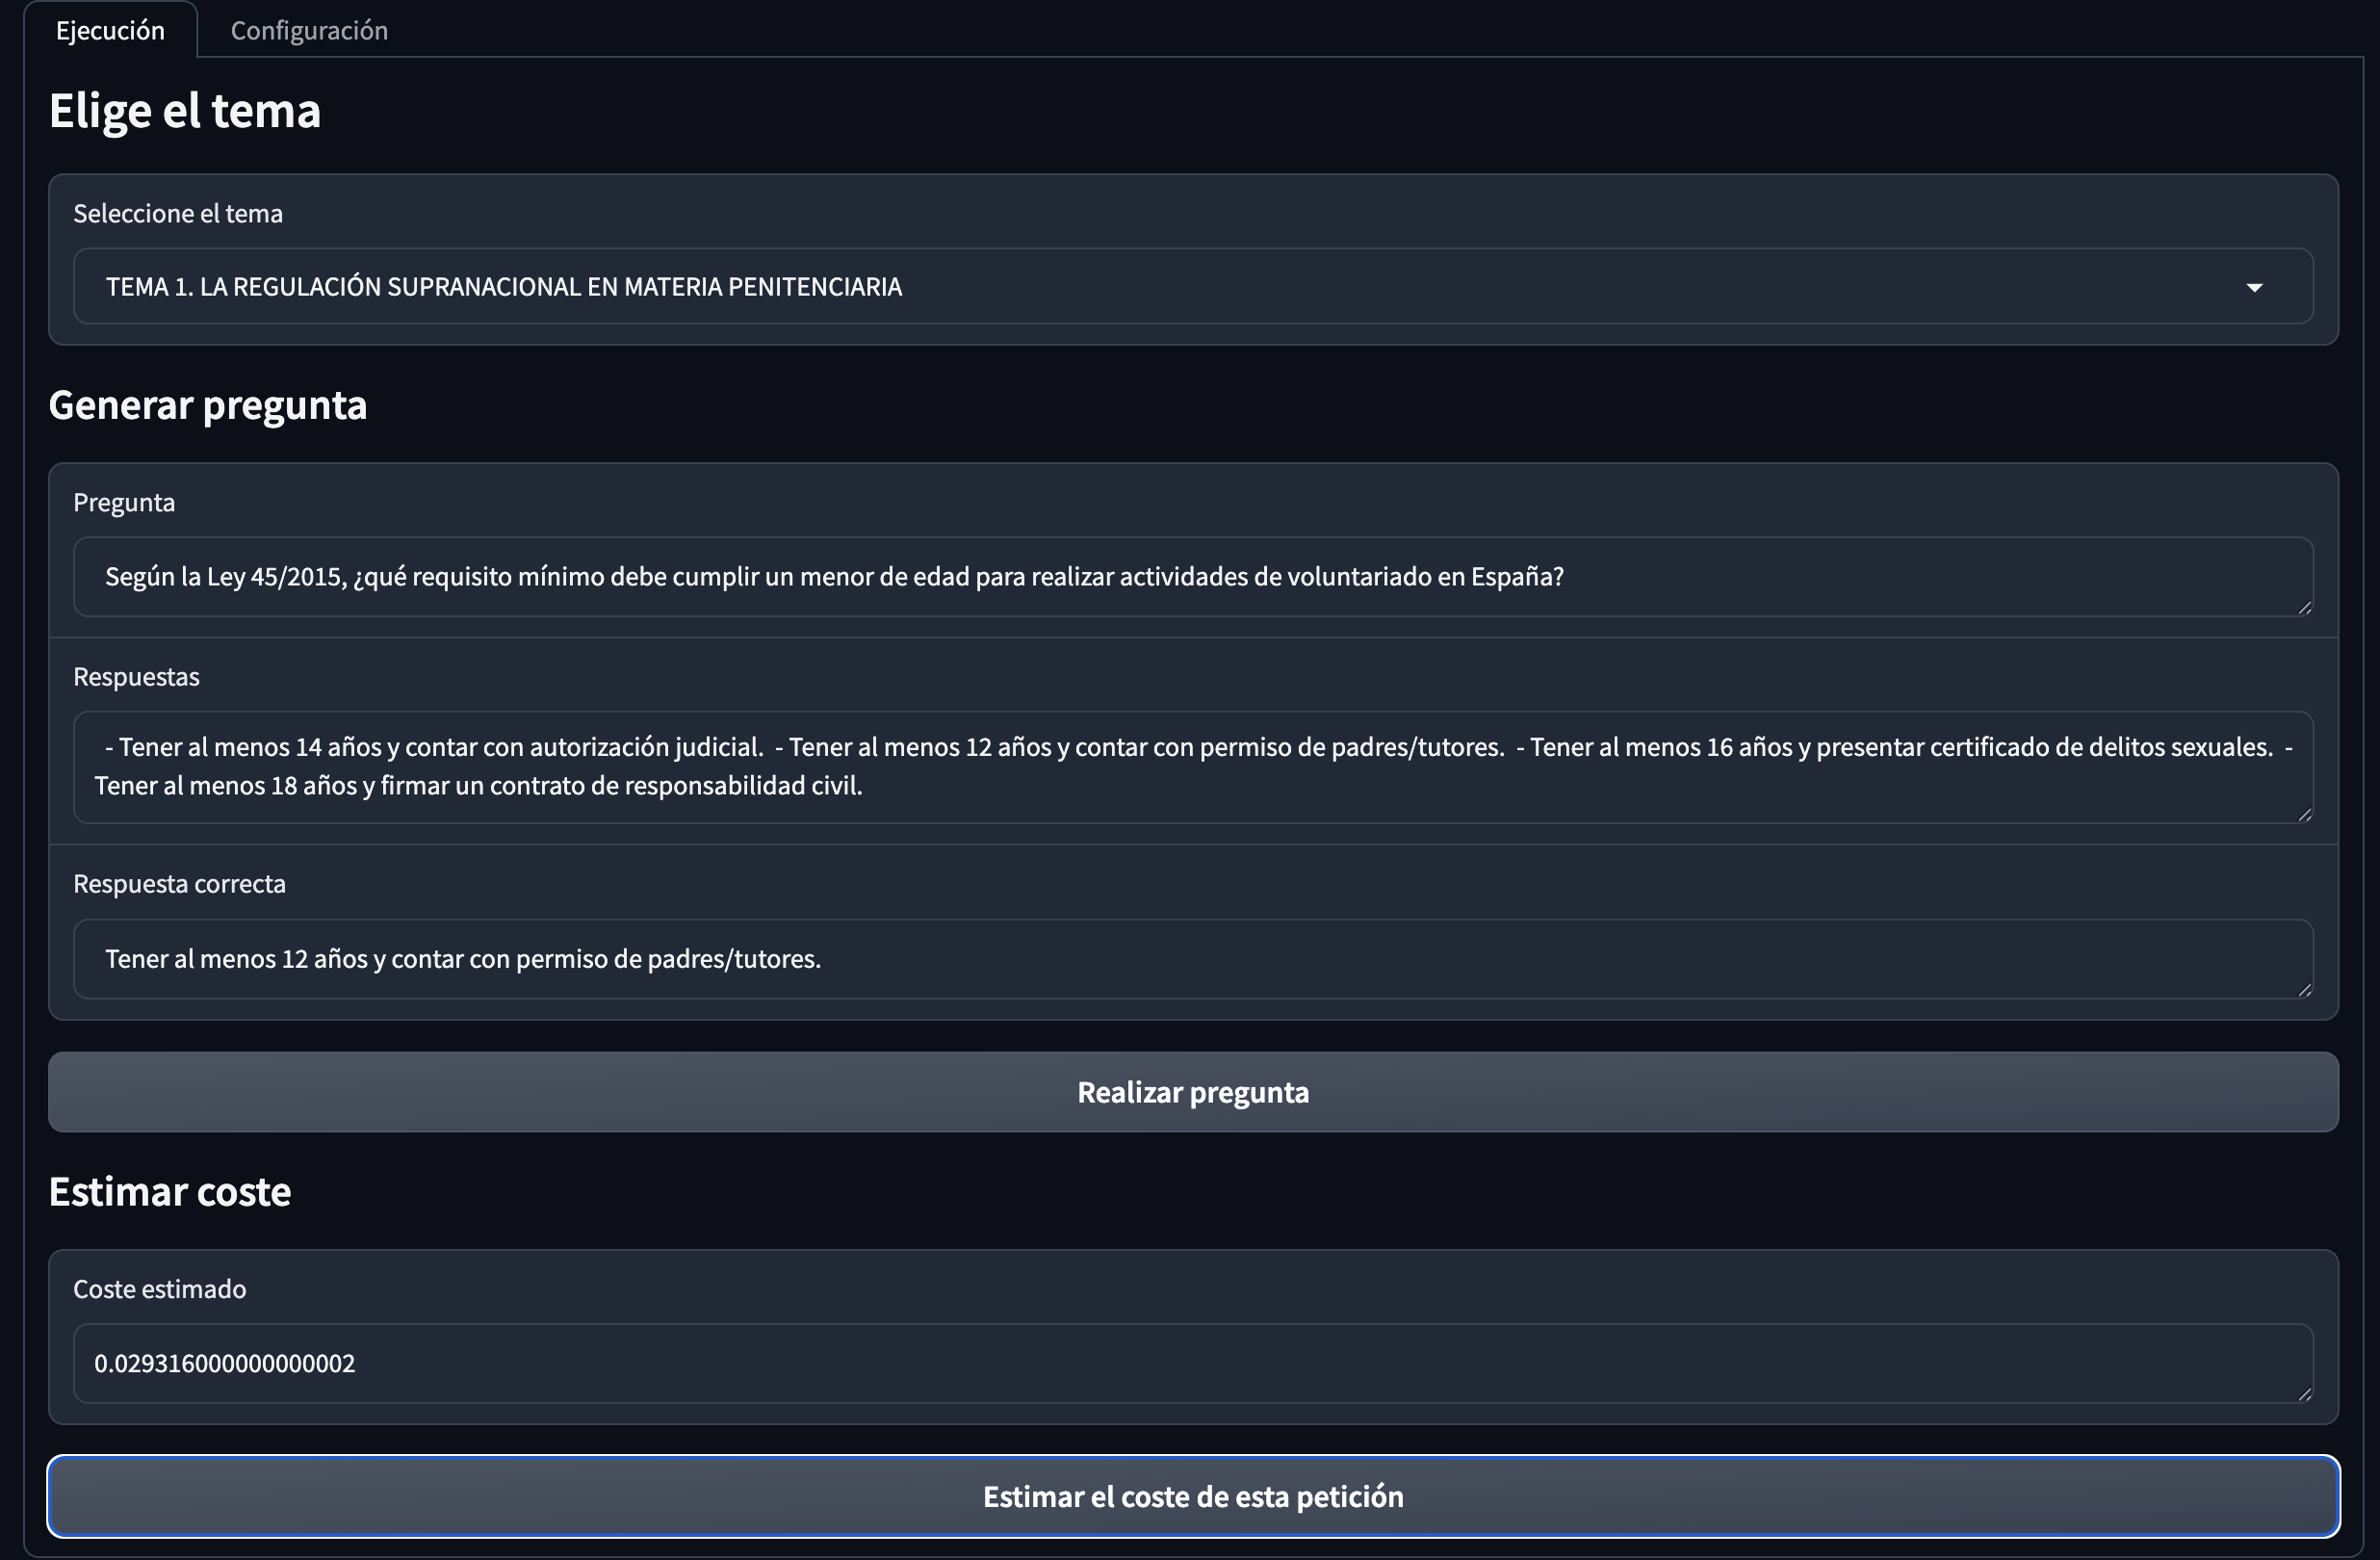 Ejecución
Configuración
Elige el tema
Seleccione el tema
TEMA 1. LA REGULACIÓN SUPRANACIONAL EN MATERIA PENITENCIARIA
Generar pregunta
Pregunta
Según la Ley 45/2015, ¿qué requisito mínimo debe cumplir un menor de edad para realizar actividades de voluntariado en España?
Respuestas
- Tener al menos 14 años y contar con autorización judicial.  - Tener al menos 12 años y contar con permiso de padres/tutores.  - Tener al menos 16 años y presentar certificado de delitos sexuales.  -
Tener al menos 18 años y firmar un contrato de responsabilidad civil.
Respuesta correcta
Tener al menos 12 años y contar con permiso de padres/tutores.
Realizar pregunta
Estimar coste
Coste estimado
0.029316000000000002
Estimar el coste de esta petición